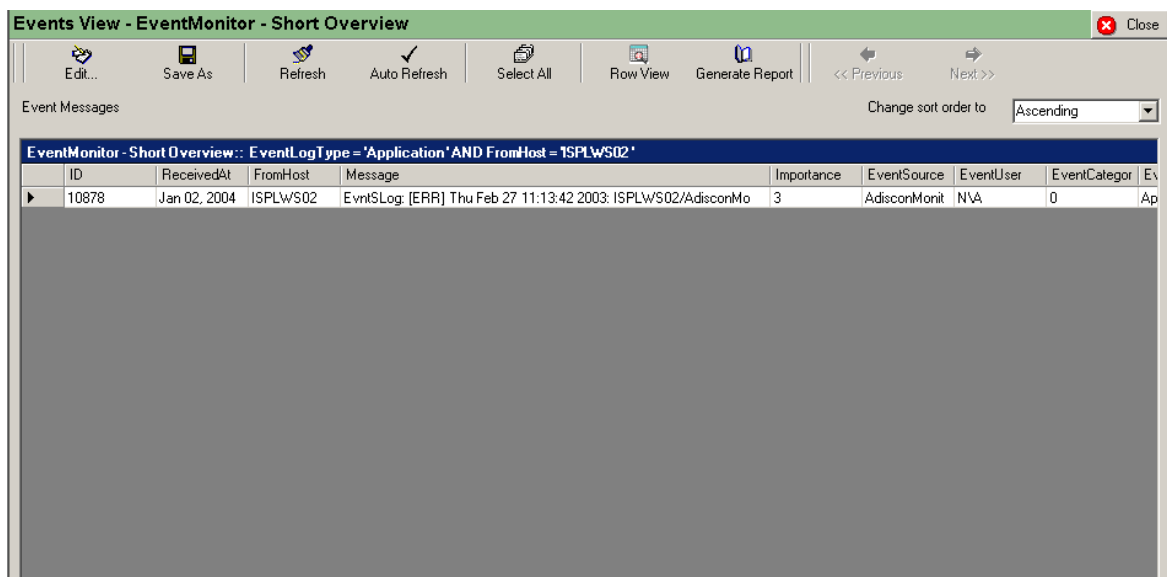 Events View - EventMonitor - Short Overview Close
Edit... Save As Refresh Auto Refresh Select All Row View Generate Report << Previous Next >>
Event Messages Change sort order to Ascending
EventMonitor - Short Overview :: EventLogType = 'Application' AND FromHost = 'ISPLWS02'
ID ReceivedAt FromHost Message Importance EventSource EventUser EventCategor Ev
10878 Jan 02, 2004 ISPLWS02 EvntSLog: [ERR] Thu Feb 27 11:13:42 2003: ISPLWS02/AdisconMo 3 AdisconMonit N\A 0 Ap